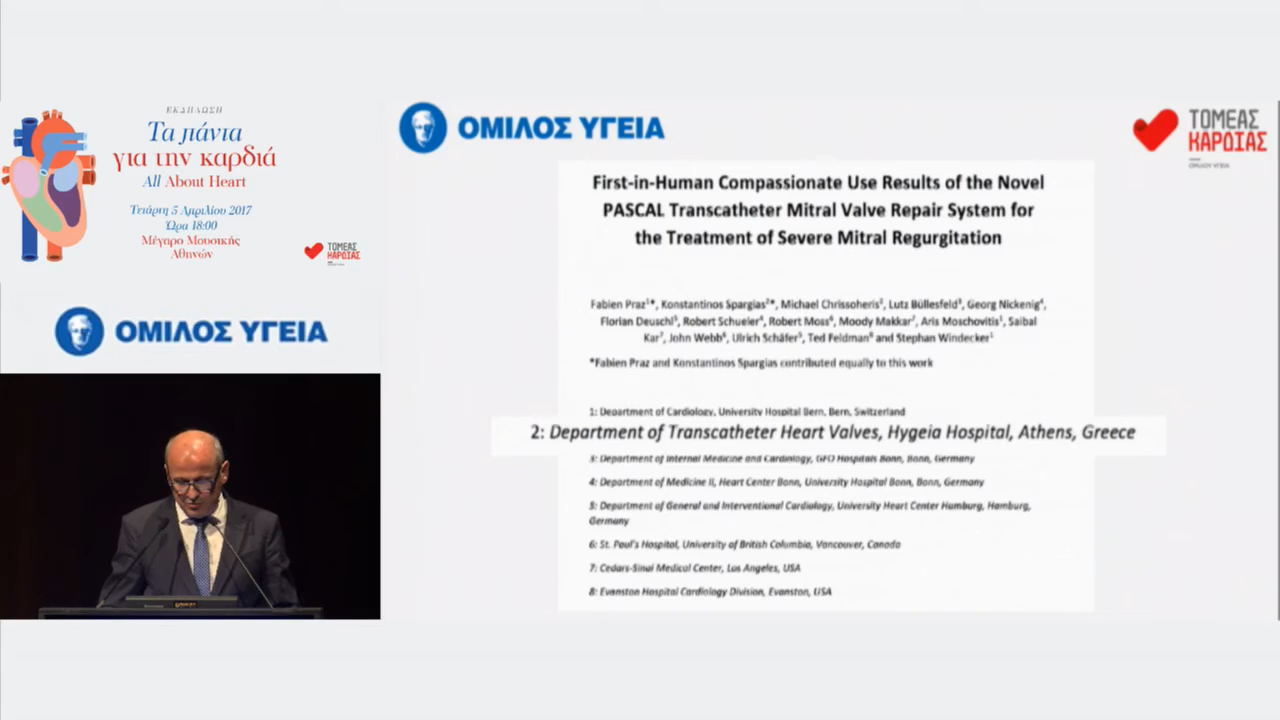 ΕΚΔΗΛΩΣΗ
Τα πάντα
για την καρδιά
All About Heart
Τετάρτη 5 Απριλίου 2017
Ώρα 18:00
Μέγαρο Μουσικής
Αθηνών
ΤΟΜΕΑΣ
ΚΑΡΔΙΑΣ
ΟΜΙΛΟΣ ΥΓΕΙΑ
ΟΜΙΛΟΣ ΥΓΕΙΑ
ΤΟΜΕΑΣ
ΚΑΡΔΙΑΣ
ΟΜΙΛΟΥ ΥΓΕΙΑ
First-in-Human Compassionate Use Results of the Novel
PASCAL Transcatheter Mitral Valve Repair System for
the Treatment of Severe Mitral Regurgitation
Fabien Praz¹*, Konstantinos Spargias²*, Michael Chrissoheris², Lutz Büllesfeld³, Georg Nickenig⁴,
Florian Deuschl⁵, Robert Schueler⁴, Robert Moss⁶, Moody Makkar⁷, Aris Moschovitis¹, Saibal
Kar⁷, John Webb⁶, Ulrich Schäfer⁵, Ted Feldman⁸ and Stephan Windecker¹
*Fabien Praz and Konstantinos Spargias contributed equally to this work
1: Department of Cardiology, University Hospital Bern, Bern, Switzerland
2: Department of Transcatheter Heart Valves, Hygeia Hospital, Athens, Greece
3: Department of Internal Medicine and Cardiology, GFO Hospitals Bonn, Bonn, Germany
4: Department of Medicine II, Heart Center Bonn, University Hospital Bonn, Bonn, Germany
5: Department of General and Interventional Cardiology, University Heart Center Hamburg, Hamburg,
Germany
6: St. Paul's Hospital, University of British Columbia, Vancouver, Canada
7: Cedars-Sinai Medical Center, Los Angeles, USA
8: Evanston Hospital Cardiology Division, Evanston, USA